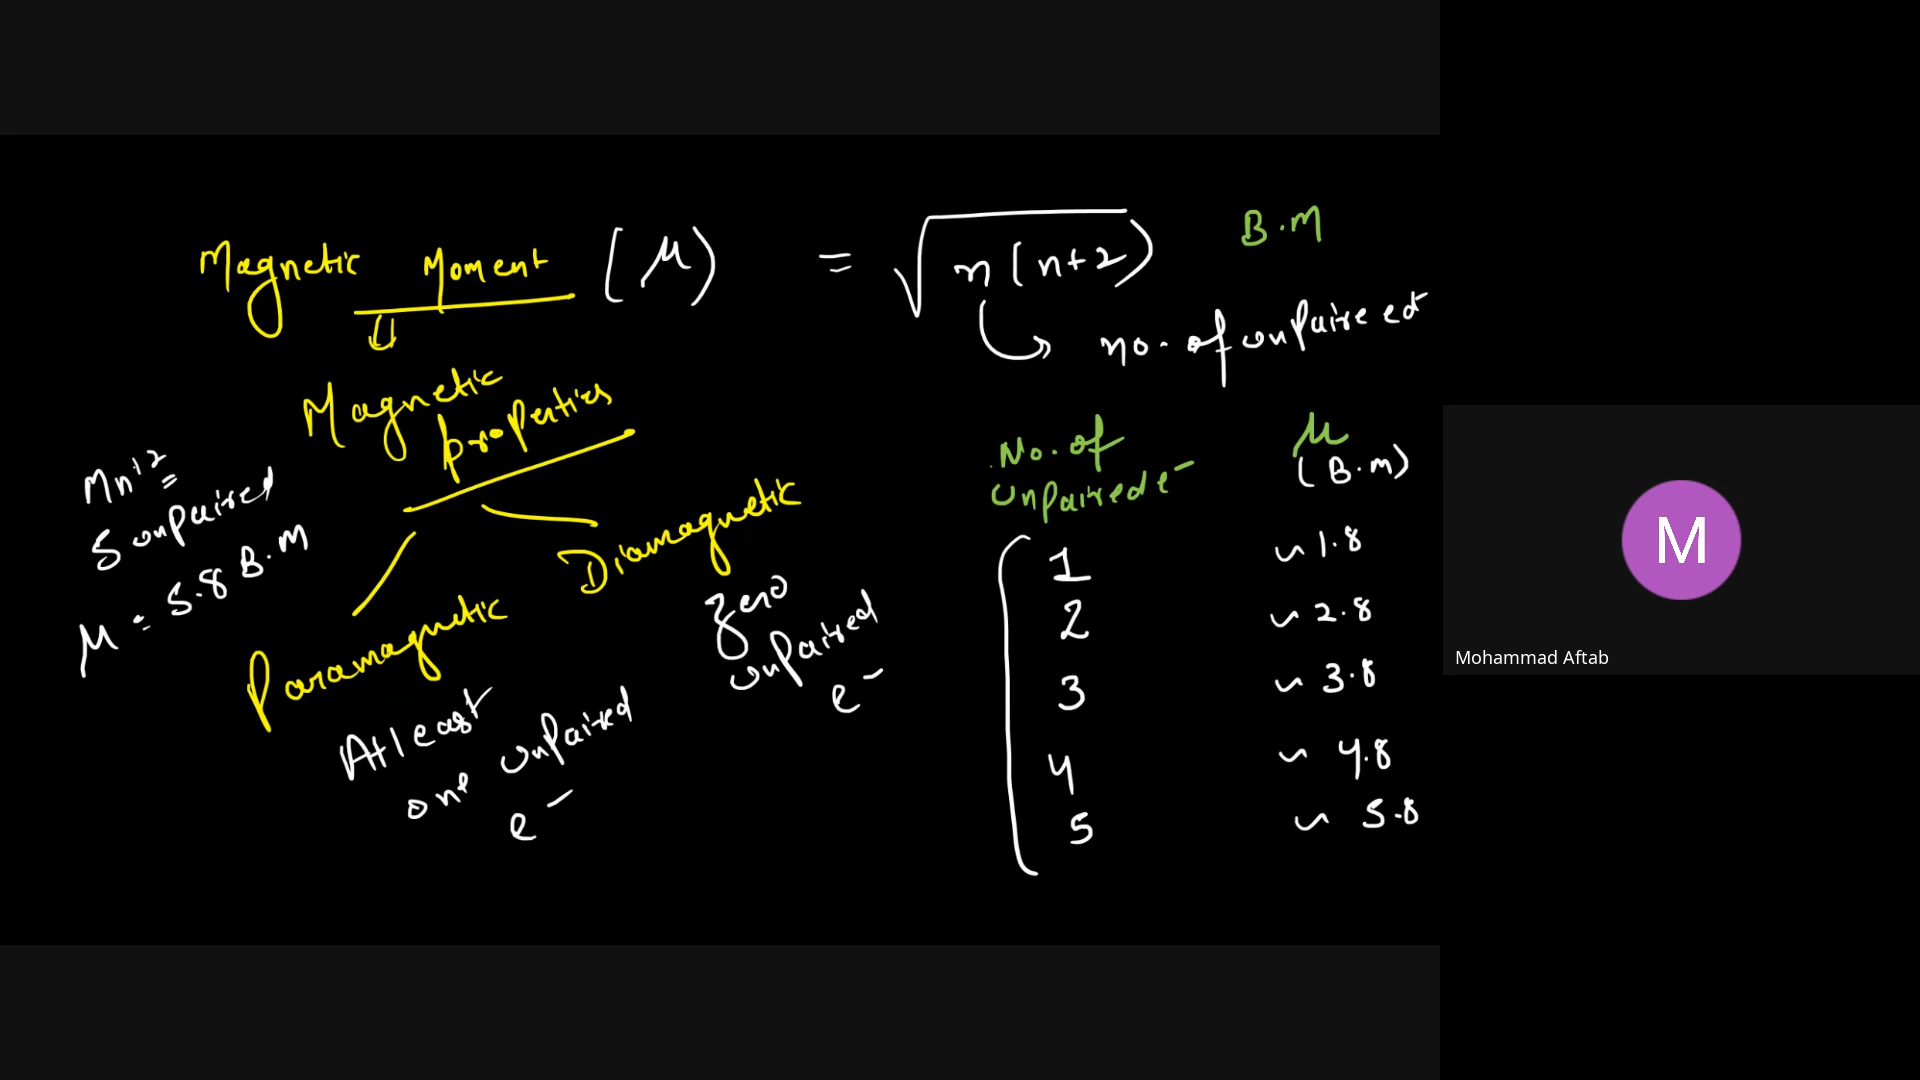 Magnetic Moment (μ) = √n(n+2) B.M
no. of unpaired e-
Magnetic
properties
Mn+2 =
5 unpaired
μ = 5.8 B.M
Paramagnetic
Atleast
one unpaired
e-
Diamagnetic
zero
unpaired
e-
No. of
Unpaired e-
μ
(B.M)
1 ~ 1.8
2 ~ 2.8
3 ~ 3.8
4 ~ 4.8
5 ~ 5.8
M
Mohammad Aftab